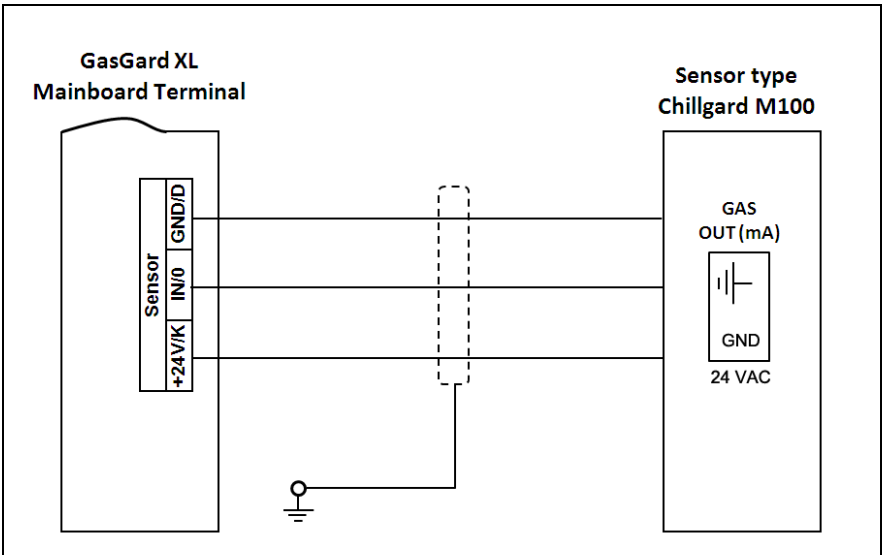 GasGard XL
Mainboard Terminal
Sensor type
Chillgard M100
Sensor
GND/D
IN/0
+24V/K
GAS
OUT (mA)
GND
24 VAC